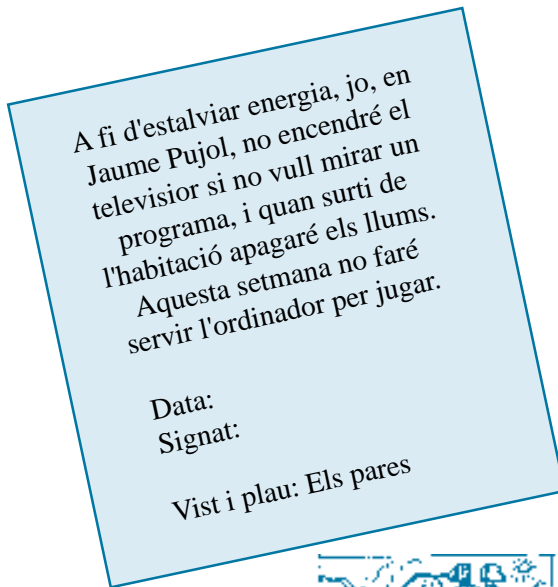 A fi d'estalviar energia, jo, en
Jaume Pujol, no encendré el
televisior si no vull mirar un
programa, i quan surti de
l'habitació apagaré els llums.
Aquesta setmana no faré
servir l'ordinador per jugar.
Data:
Signat:
Vist i plau: Els pares